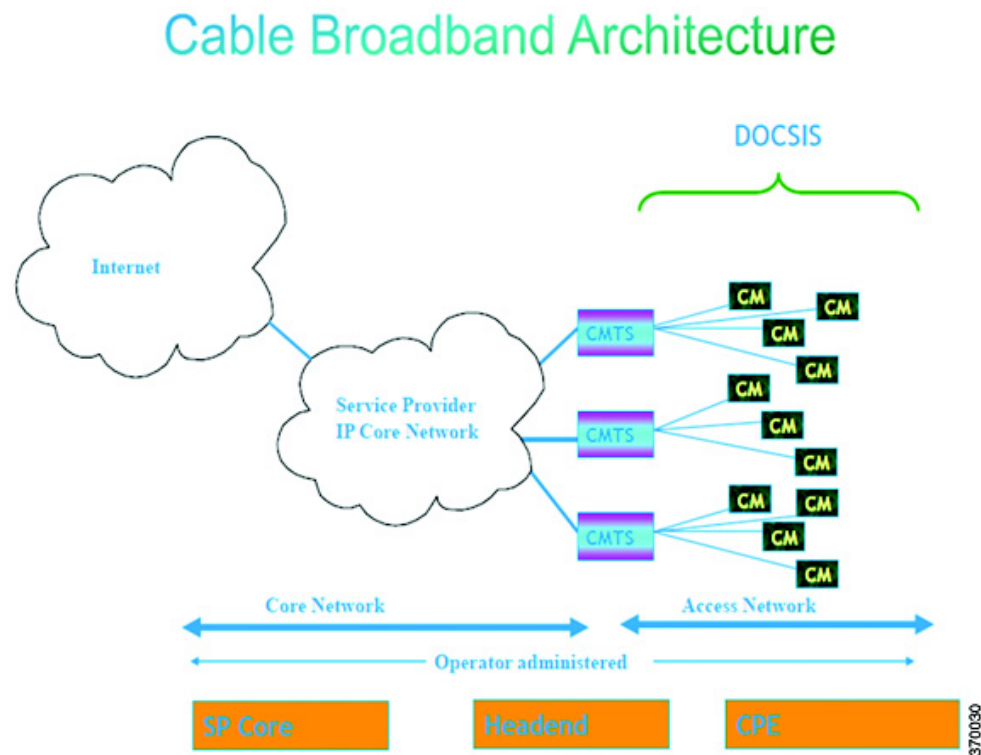 Cable Broadband Architecture
DOCSIS
Internet
Service Provider
IP Core Network
CMTS
CM
CM
CM
CM
CMTS
CM
CM
CM
CMTS
CM
CM
CM
CM
Core Network
Access Network
Operator administered
SP Core
Headend
CPE
370030